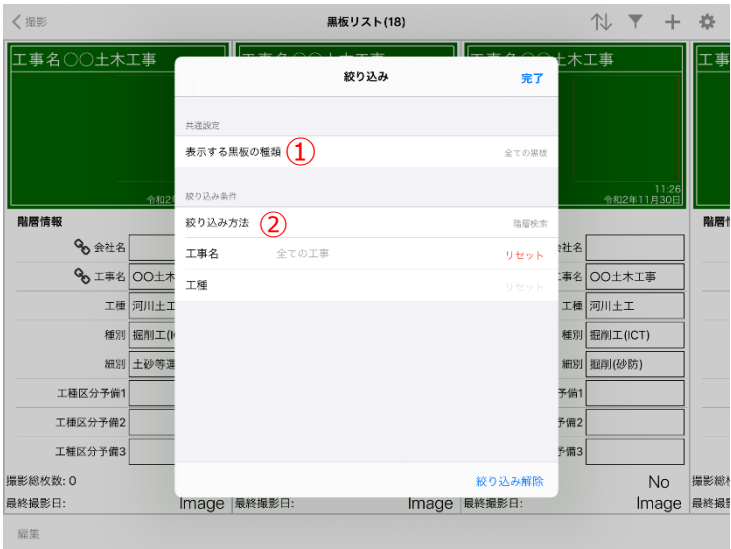 撮影
黒板リスト(18)
工事名〇〇土木工事
絞り込み
完了
共通設定
表示する黒板の種類 ① 全ての黒板
絞り込み条件
絞り込み方法 ② 階層検索
工事名 全ての工事 リセット
工種 リセット
絞り込み解除
土木工事
工事
11:26
令和2年11月30日
令和2
階層情報
会社名
工事名 〇〇土木
工種 河川土工
種別 掘削工(I
細別 土砂等運
工種区分予備1
工種区分予備2
工種区分予備3
撮影総枚数: 0
最終撮影日: Image
会社名
工事名 〇〇土木工事
工種 河川土工
種別 掘削工(ICT)
細別 掘削(砂防)
予備1
予備2
予備3
最終撮影日: Image
No
最終撮影日: Image
階層情
撮影総枚
最終撮影
編集